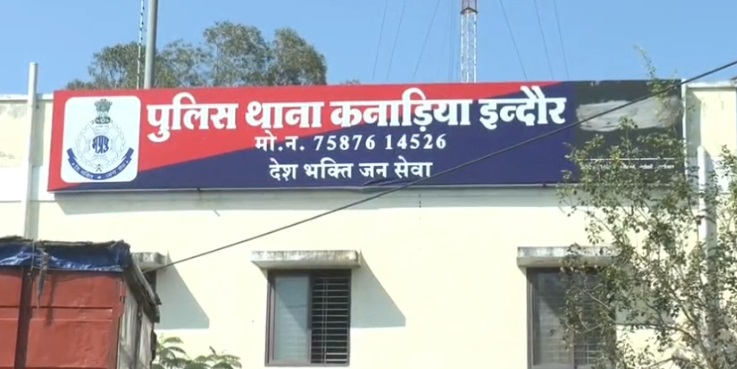 पुलिस थाना कनाड़िया इन्दौर
मो.न. 75876 14526
देश भक्ति जन सेवा